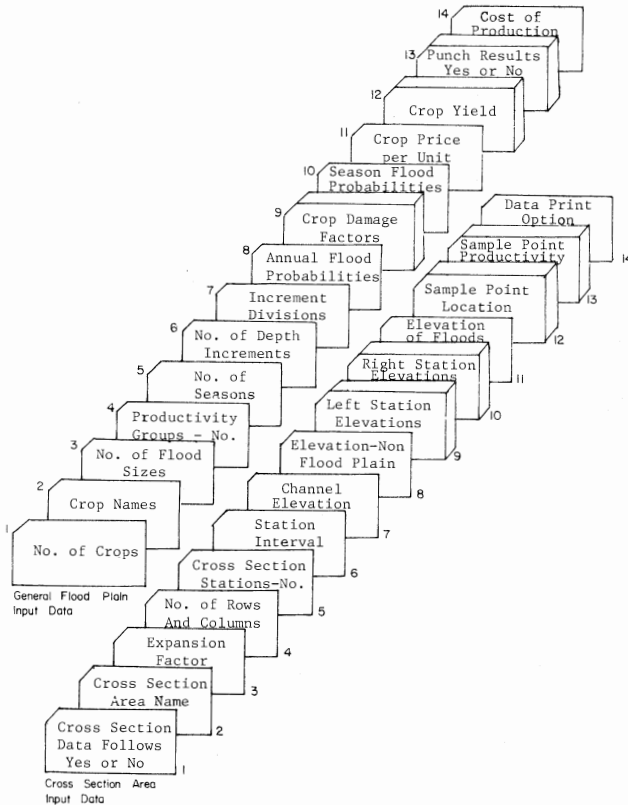 14
Cost of
Production
13
Punch Results
Yes or No
12
Crop Yield
11
Crop Price
per Unit
10
Season Flood
Probabilities
9
Crop Damage
Factors
8
Annual Flood
Probabilities
7
Increment
Divisions
6
No. of Depth
Increments
5
No. of
Seasons
4
Productivity
Groups - No.
3
No. of Flood
Sizes
2
Crop Names
1
No. of Crops
General Flood Plain
Input Data
Data Print
Option
14
Sample Point
Productivity
13
Sample Point
Location
12
Elevation
of Floods
11
Right Station
Elevations
10
Left Station
Elevations
9
Elevation-Non
Flood Plain
8
Channel
Elevation
7
Station
Interval
6
Cross Section
Stations-No.
5
No. of Rows
And Columns
4
Expansion
Factor
3
Cross Section
Area Name
2
Cross Section
Data Follows
Yes or No
1
Cross Section Area
Input Data